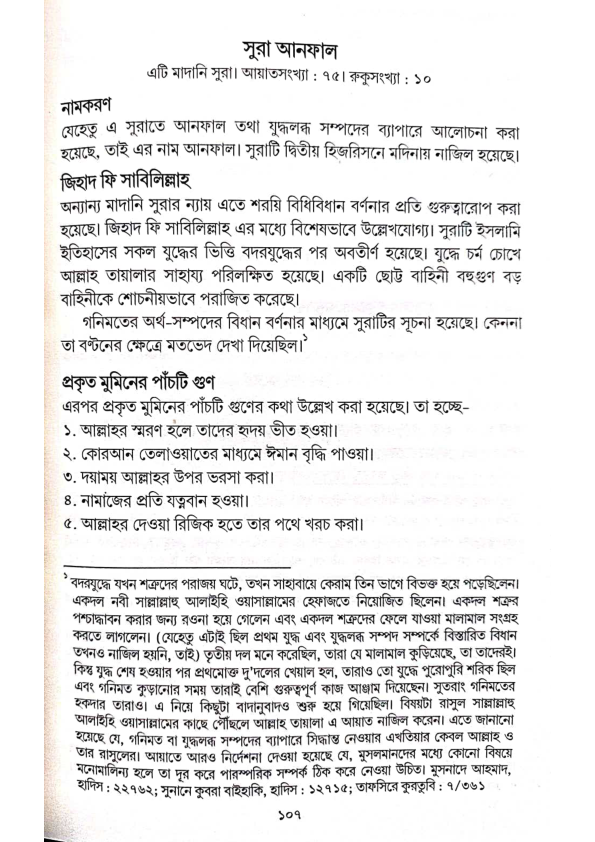 সুরা আনফাল
এটি মাদানি সুরা। আয়াতসংখ্যা : ৭৫। রুকুসংখ্যা : ১০
নামকরণ
যেহেতু এ সুরাতে আনফাল তথা যুদ্ধলব্ধ সম্পদের ব্যাপারে আলোচনা করা
হয়েছে, তাই এর নাম আনফাল। সুরাটি দ্বিতীয় হিজরিসনে মদিনায় নাজিল হয়েছে।
জিহাদ ফি সাবিলিল্লাহ
অন্যান্য মাদানি সুরার ন্যায় এতে শরয়ি বিধিবিধান বর্ণনার প্রতি গুরুত্বারোপ করা
হয়েছে। জিহাদ ফি সাবিলিল্লাহ এর মধ্যে বিশেষভাবে উল্লেখযোগ্য। সুরাটি ইসলামি
ইতিহাসের সকল যুদ্ধের ভিত্তি বদরযুদ্ধের পর অবতীর্ণ হয়েছে। যুদ্ধে চর্ম চোখে
আল্লাহ তায়ালার সাহায্য পরিলক্ষিত হয়েছে। একটি ছোট্ট বাহিনী বহুগুণ বড়
বাহিনীকে শোচনীয়ভাবে পরাজিত করেছে।
গনিমতের অর্থ-সম্পদের বিধান বর্ণনার মাধ্যমে সুরাটির সূচনা হয়েছে। কেননা
তা বণ্টনের ক্ষেত্রে মতভেদ দেখা দিয়েছিল।১
প্রকৃত মুমিনের পাঁচটি গুণ
এরপর প্রকৃত মুমিনের পাঁচটি গুণের কথা উল্লেখ করা হয়েছে। তা হচ্ছে-
১. আল্লাহর স্মরণ হলে তাদের হৃদয় ভীত হওয়া।
২. কোরআন তেলাওয়াতের মাধ্যমে ঈমান বৃদ্ধি পাওয়া।
৩. দয়াময় আল্লাহর উপর ভরসা করা।
৪. নামাজের প্রতি যত্নবান হওয়া।
৫. আল্লাহর দেওয়া রিজিক হতে তার পথে খরচ করা।
১ বদরযুদ্ধে যখন শত্রুদের পরাজয় ঘটে, তখন সাহাবায়ে কেরাম তিন ভাগে বিভক্ত হয়ে পড়েছিলেন।
একদল নবী সাল্লাল্লাহু আলাইহি ওয়াসাল্লামের হেফাজতে নিয়োজিত ছিলেন। একদল শত্রুর
পশ্চাদ্ধাবন করার জন্য রওনা হয়ে গেলেন এবং একদল শত্রুদের ফেলে যাওয়া মালামাল সংগ্রহ
করতে লাগলেন। (যেহেতু এটাই ছিল প্রথম যুদ্ধ এবং যুদ্ধলব্ধ সম্পদ সম্পর্কে বিস্তারিত বিধান
তখনও নাজিল হয়নি, তাই) তৃতীয় দল মনে করেছিল, তারা যে মালামাল কুড়িয়েছে, তা তাদেরই।
কিন্তু যুদ্ধ শেষ হওয়ার পর প্রথমোক্ত দু'দলের খেয়াল হল, তারাও তো যুদ্ধে পুরোপুরি শরিক ছিল
এবং গনিমত কুড়ানোর সময় তারাই বেশি গুরুত্বপূর্ণ কাজ আঞ্জাম দিয়েছেন। সুতরাং গনিমতের
হকদার তারাও। এ নিয়ে কিছুটা বাদানুবাদও শুরু হয়ে গিয়েছিল। বিষয়টা রাসুল সাল্লাল্লাহু
আলাইহি ওয়াসাল্লামের কাছে পৌঁছলে আল্লাহ তায়ালা এ আয়াত নাজিল করেন। এতে জানানো
হয়েছে যে, গনিমত বা যুদ্ধলব্ধ সম্পদের ব্যাপারে সিদ্ধান্ত নেওয়ার এখতিয়ার কেবল আল্লাহ ও
তার রাসুলের। আয়াতে আরও নির্দেশনা দেওয়া হয়েছে যে, মুসলমানদের মধ্যে কোনো বিষয়ে
মনোমালিন্য হলে তা দূর করে পারস্পরিক সম্পর্ক ঠিক করে নেওয়া উচিত। মুসনাদে আহমাদ,
হাদিস : ২২৭৬২; সুনানে কুবরা বাইহাকি, হাদিস : ১২৭১৫; তাফসিরে কুরতুবি : ৭/৩৬১
১০৭